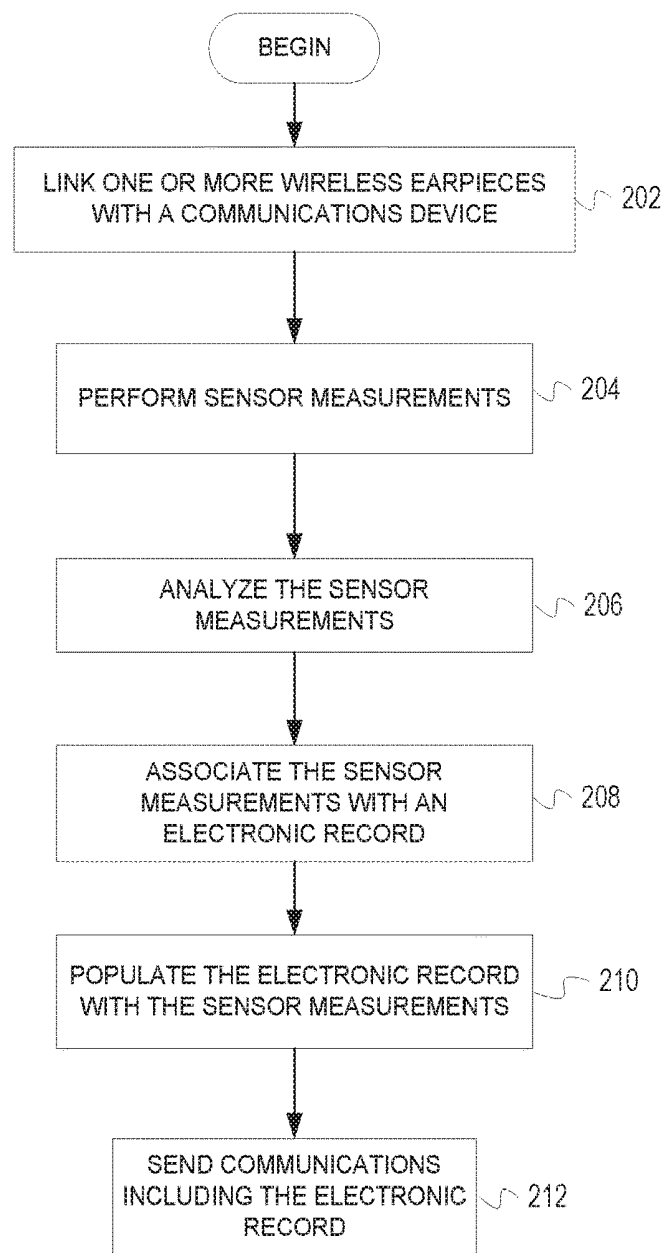 BEGIN
LINK ONE OR MORE WIRELESS EARPIECES
WITH A COMMUNICATIONS DEVICE
202
PERFORM SENSOR MEASUREMENTS
204
ANALYZE THE SENSOR
MEASUREMENTS
206
ASSOCIATE THE SENSOR
MEASUREMENTS WITH AN
ELECTRONIC RECORD
208
POPULATE THE ELECTRONIC RECORD
WITH THE SENSOR MEASUREMENTS
210
SEND COMMUNICATIONS
INCLUDING THE ELECTRONIC
RECORD
212